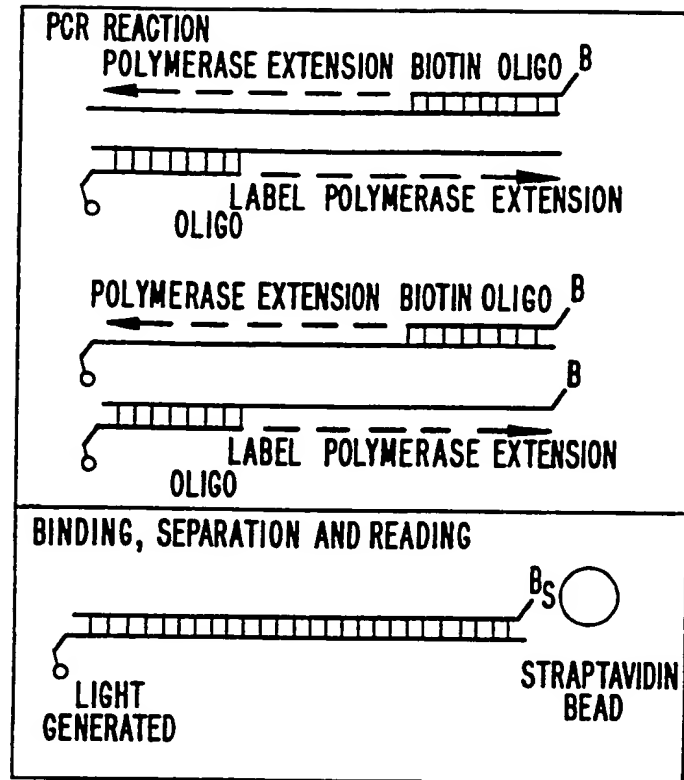 PCR REACTION
POLYMERASE EXTENSION BIOTIN OLIGO B
LABEL POLYMERASE EXTENSION
OLIGO
POLYMERASE EXTENSION BIOTIN OLIGO B
B
LABEL POLYMERASE EXTENSION
OLIGO
BINDING, SEPARATION AND READING
BS
LIGHT
GENERATED
STRAPTAVIDIN
BEAD